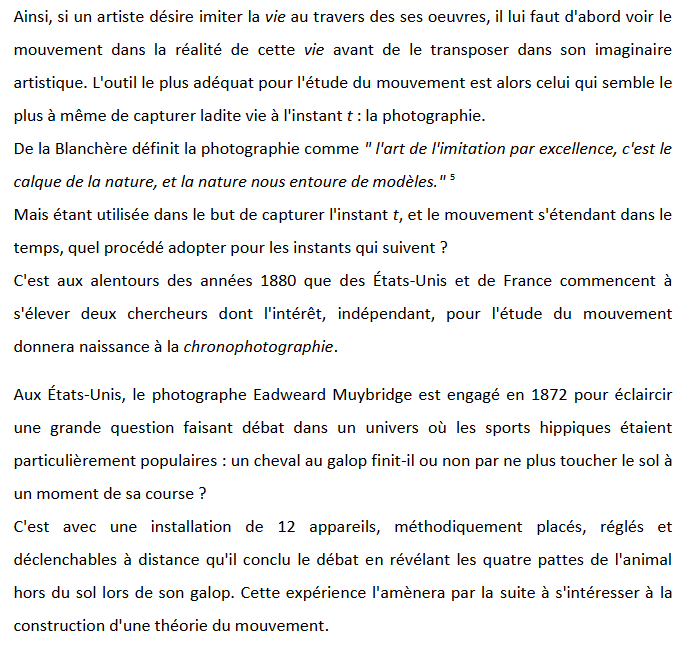 Ainsi, si un artiste désire imiter la vie au travers des ses oeuvres, il lui faut d'abord voir le
mouvement dans la réalité de cette vie avant de le transposer dans son imaginaire
artistique. L'outil le plus adéquat pour l'étude du mouvement est alors celui qui semble le
plus à même de capturer ladite vie à l'instant t : la photographie.
De la Blanchère définit la photographie comme " l'art de l'imitation par excellence, c'est le
calque de la nature, et la nature nous entoure de modèles." ⁵
Mais étant utilisée dans le but de capturer l'instant t, et le mouvement s'étendant dans le
temps, quel procédé adopter pour les instants qui suivent ?
C'est aux alentours des années 1880 que des États-Unis et de France commencent à
s'élever deux chercheurs dont l'intérêt, indépendant, pour l'étude du mouvement
donnera naissance à la chronophotographie.
Aux États-Unis, le photographe Eadweard Muybridge est engagé en 1872 pour éclaircir
une grande question faisant débat dans un univers où les sports hippiques étaient
particulièrement populaires : un cheval au galop finit-il ou non par ne plus toucher le sol à
un moment de sa course ?
C'est avec une installation de 12 appareils, méthodiquement placés, réglés et
déclenchables à distance qu'il conclu le débat en révélant les quatre pattes de l'animal
hors du sol lors de son galop. Cette expérience l'amènera par la suite à s'intéresser à la
construction d'une théorie du mouvement.